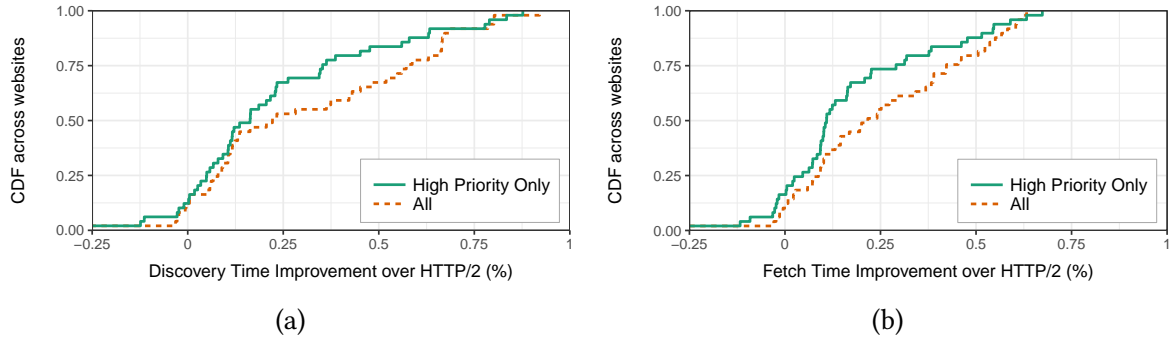 CDF across websites
1.00
0.75
0.50
0.25
0.00
High Priority Only
All
−0.25 0 0.25 0.5 0.75 1
Discovery Time Improvement over HTTP/2 (%)
(a)
CDF across websites
1.00
0.75
0.50
0.25
0.00
High Priority Only
All
−0.25 0 0.25 0.5 0.75 1
Fetch Time Improvement over HTTP/2 (%)
(b)